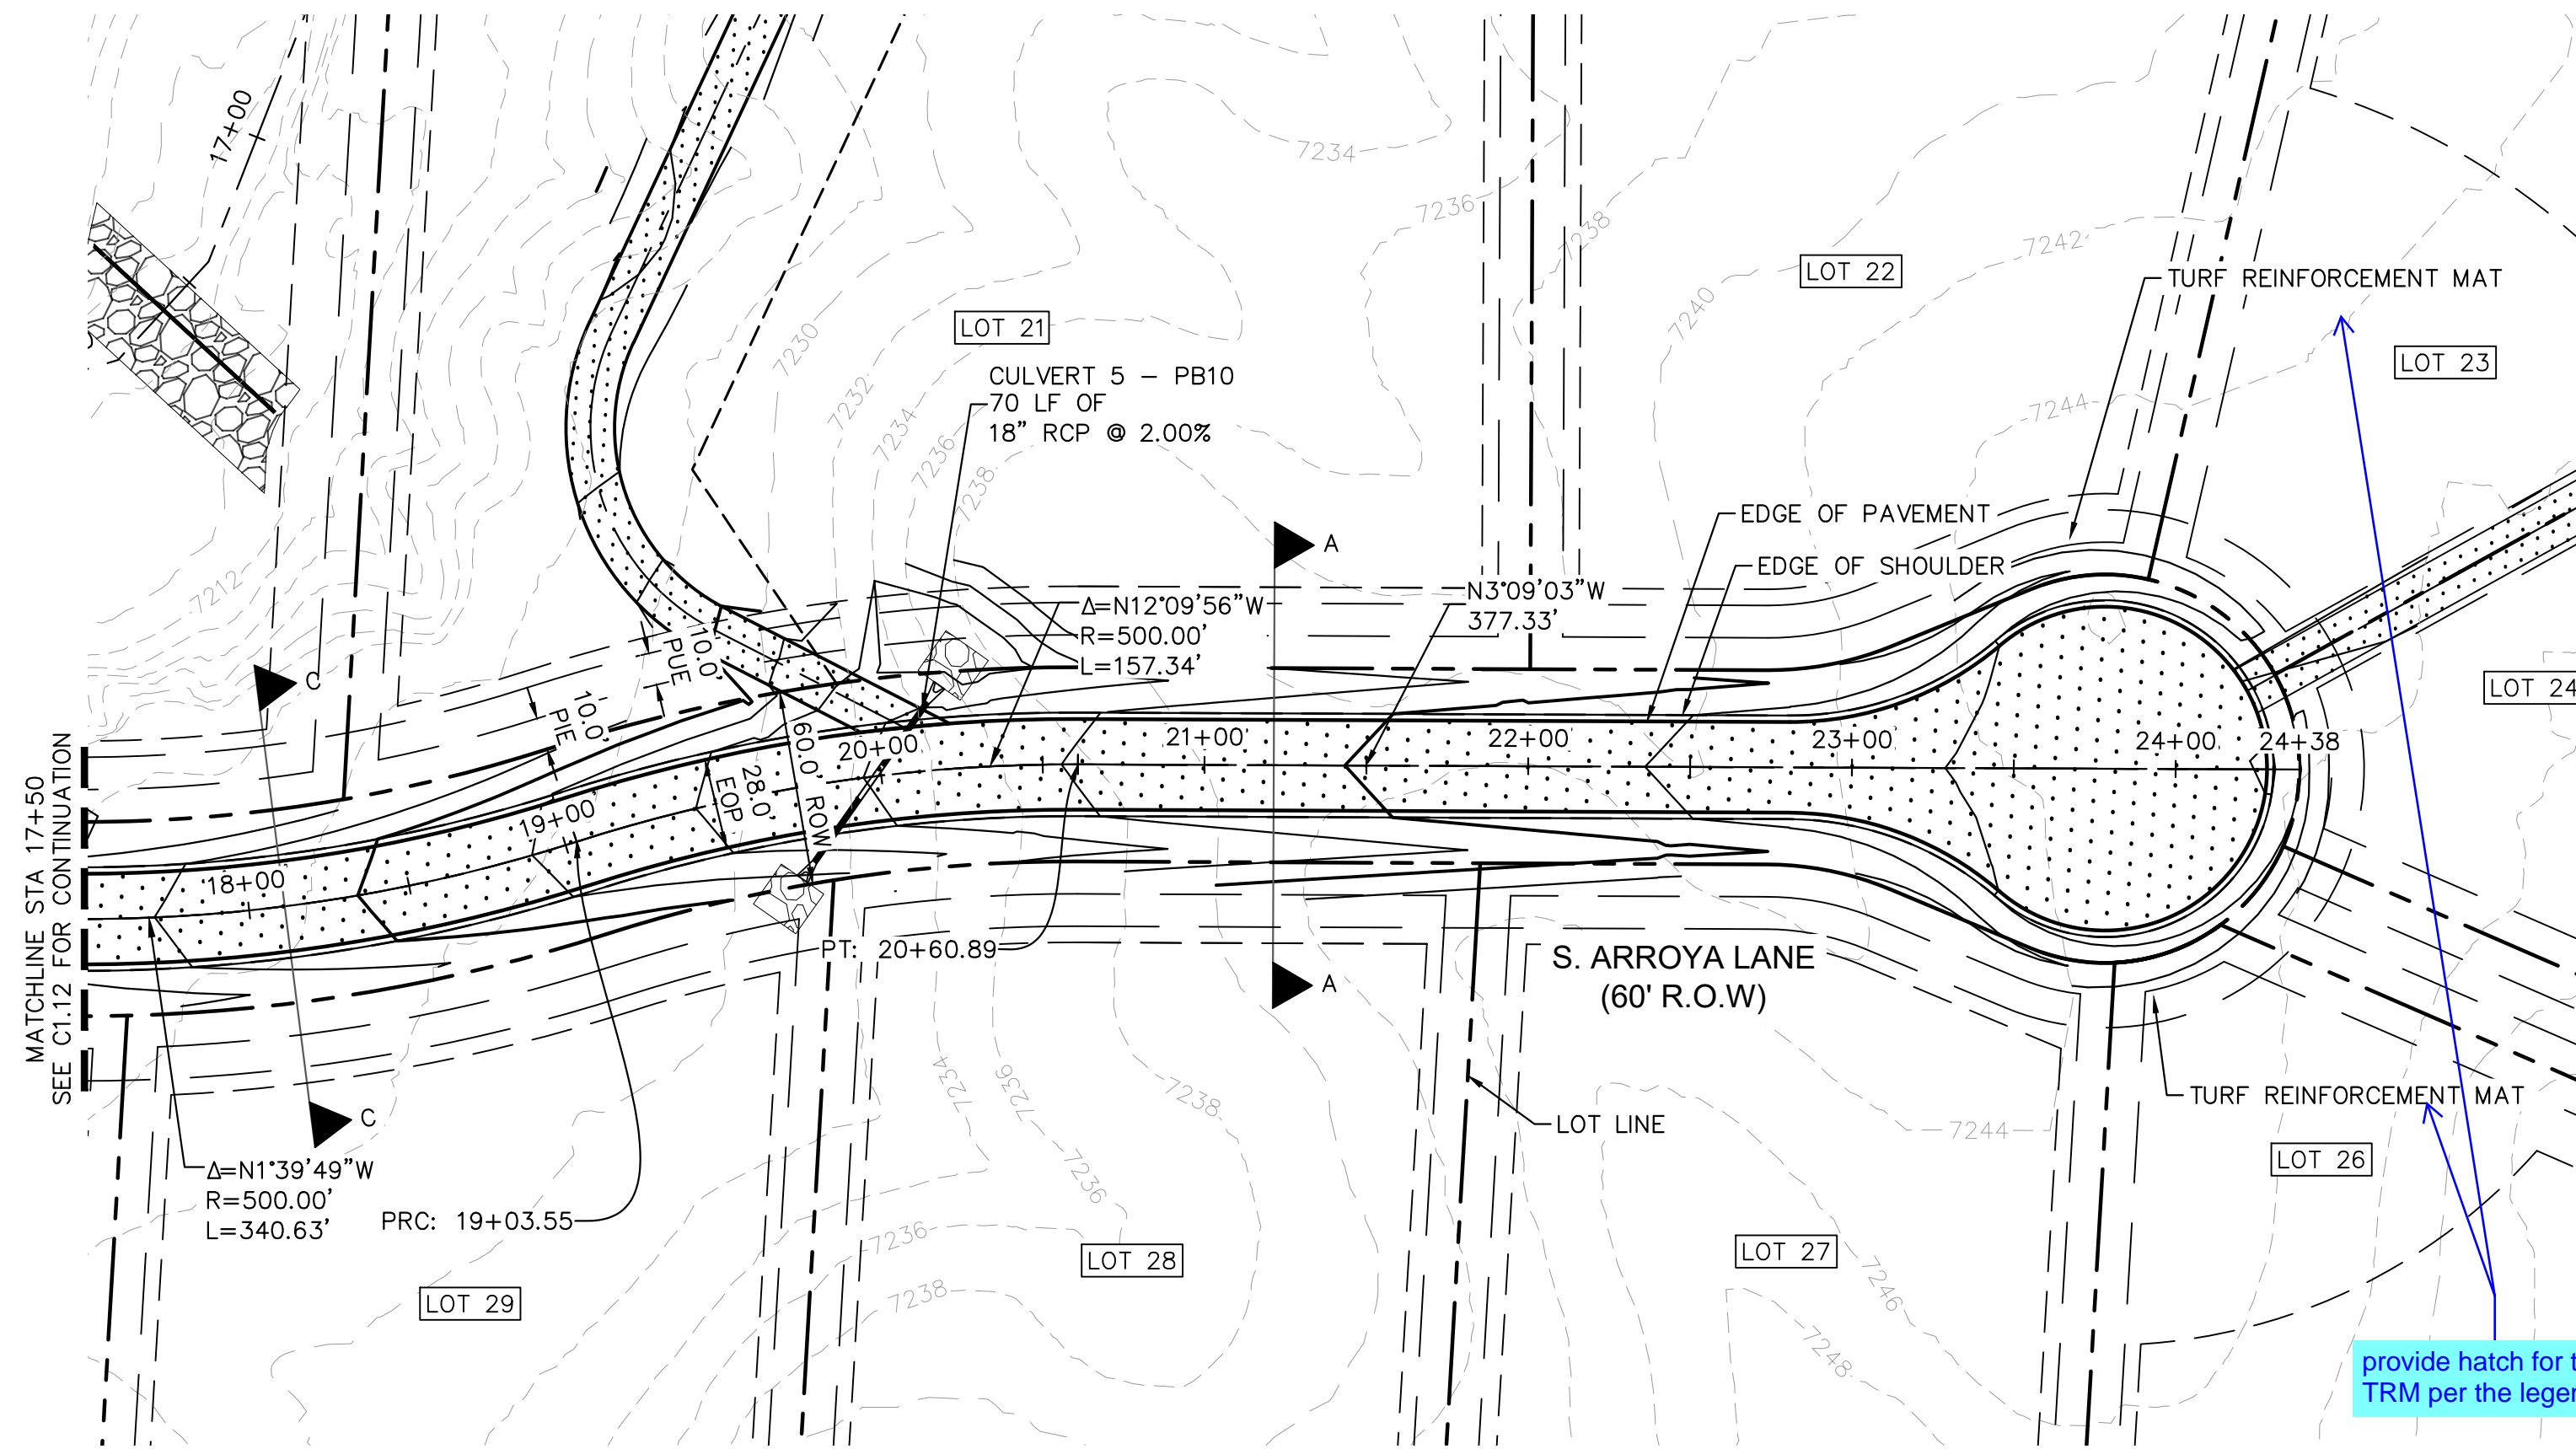 17+00
7234
7236
7238
7242
7240
7244
LOT 22
TURF REINFORCEMENT MAT
LOT 21
LOT 23
7230
7232
7234
7236
7238
CULVERT 5 – PB10
70 LF OF
18" RCP @ 2.00%
7212
EDGE OF PAVEMENT
EDGE OF SHOULDER
A
N3°09'03"W
377.33'
Δ=N12°09'56"W
R=500.00'
L=157.34'
C
10.0'
PUE
10.0'
PIE
60.0' ROW
28.0'
EOP
LOT 24
18+00
19+00
20+00
21+00
22+00
23+00
24+00
24+38
MATCHLINE STA 17+50
SEE C1.12 FOR CONTINUATION
PT: 20+60.89
A
S. ARROYA LANE
(60' R.O.W)
C
7234
7236
7238
7236
LOT LINE
7244
TURF REINFORCEMENT MAT
LOT 26
Δ=N1°39'49"W
R=500.00'
L=340.63'
PRC: 19+03.55
7236
7238
LOT 29
LOT 28
LOT 27
7246
7248
provide hatch for
TRM per the